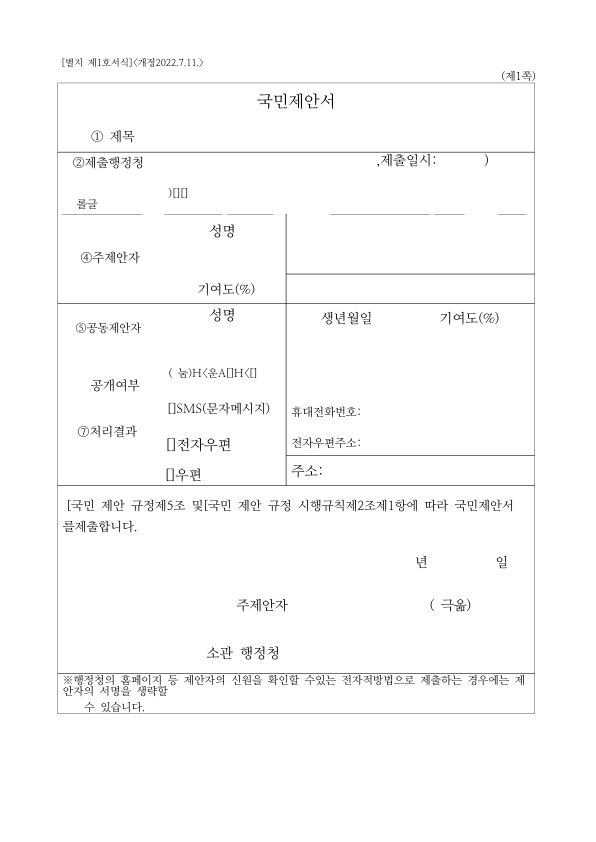 [별지 제1호서식]<개정2022.7.11.>
(제1쪽)
국민제안서
① 제목
②제출행정청 ,제출일시: )
)[][]
롤글
성명
④주제안자
기여도(%)
성명 생년월일 기여도(%)
⑤공동제안자
( 눔)H<운A[]H<[]
공개여부
[]SMS(문자메시지) 휴대전화번호:
⑦처리결과
[]전자우편 전자우편주소:
[]우편 주소:
[국민 제안 규정제5조 및[국민 제안 규정 시행규칙제2조제1항에 따라 국민제안서
를제출합니다.
년 일
주제안자 ( 극옮)
소관 행정청
※행정청의 홈페이지 등 제안자의 신원을 확인할 수있는 전자적방법으로 제출하는 경우에는 제
안자의 서명을 생략할
수 있습니다.